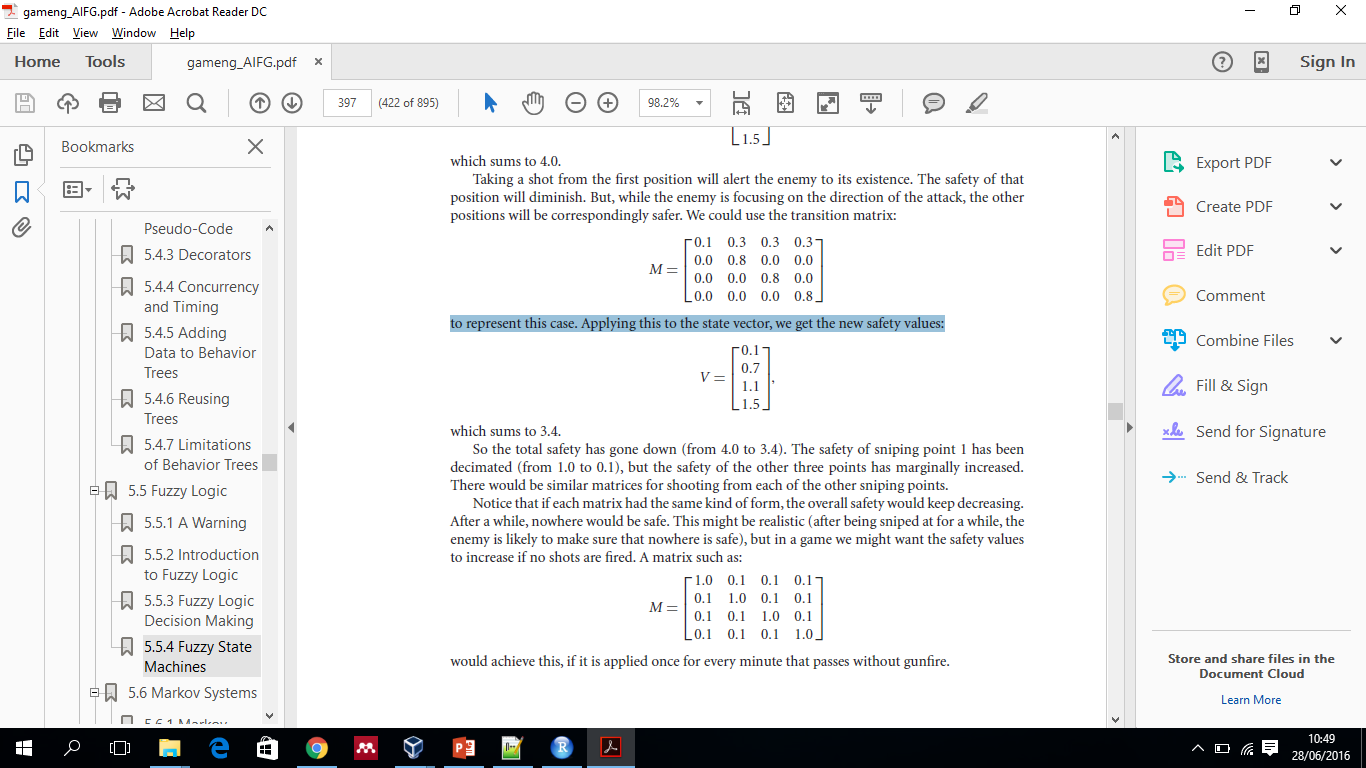 gameng_AIFG.pdf - Adobe Acrobat Reader DC
File Edit View Window Help
Home Tools gameng_AIFG.pdf × Sign In
397 (422 of 895) 98.2%
Bookmarks
Pseudo-Code
5.4.3 Decorators
5.4.4 Concurrency
and Timing
5.4.5 Adding
Data to Behavior
Trees
5.4.6 Reusing
Trees
5.4.7 Limitations
of Behavior Trees
5.5 Fuzzy Logic
5.5.1 A Warning
5.5.2 Introduction
to Fuzzy Logic
5.5.3 Fuzzy Logic
Decision Making
5.5.4 Fuzzy State
Machines
5.6 Markov Systems
5.6.1 Markov
1.5
which sums to 4.0.
Taking a shot from the first position will alert the enemy to its existence. The safety of that
position will diminish. But, while the enemy is focusing on the direction of the attack, the other
positions will be correspondingly safer. We could use the transition matrix:
0.1 0.3 0.3 0.3
0.0 0.8 0.0 0.0
M =
0.0 0.0 0.8 0.0
0.0 0.0 0.0 0.8
to represent this case. Applying this to the state vector, we get the new safety values:
0.1
0.7
V =
1.1
1.5
,
which sums to 3.4.
So the total safety has gone down (from 4.0 to 3.4). The safety of sniping point 1 has been
decimated (from 1.0 to 0.1), but the safety of the other three points has marginally increased.
There would be similar matrices for shooting from each of the other sniping points.
Notice that if each matrix had the same kind of form, the overall safety would keep decreasing.
After a while, nowhere would be safe. This might be realistic (after being sniped at for a while, the
enemy is likely to make sure that nowhere is safe), but in a game we might want the safety values
to increase if no shots are fired. A matrix such as:
1.0 0.1 0.1 0.1
0.1 1.0 0.1 0.1
M =
0.1 0.1 1.0 0.1
0.1 0.1 0.1 1.0
would achieve this, if it is applied once for every minute that passes without gunfire.
Export PDF
Create PDF
Edit PDF
Comment
Combine Files
Fill & Sign
Send for Signature
Send & Track
Store and share files in the
Document Cloud
Learn More
10:49
28/06/2016